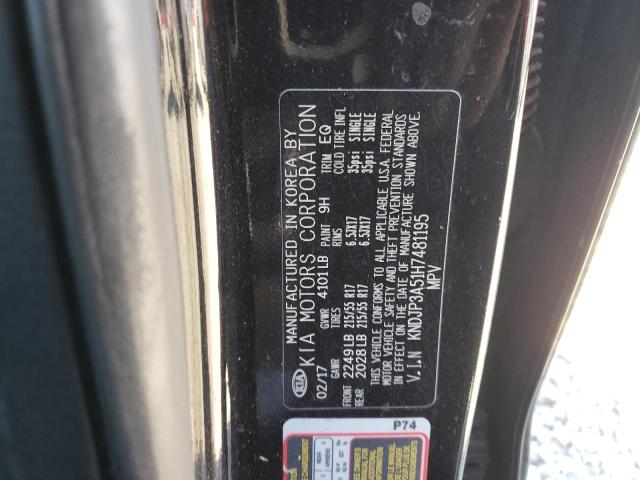 KIA MANUFACTURED IN KOREA BY
KIA MOTORS CORPORATION
02/17 GVWR 4101LB PAINT 9H TRIM EQ
GAWR TIRES RIMS COLD TIRE INFL
FRONT 2249LB 215/55 R17 6.5JX17 35psi SINGLE
REAR 2028LB 215/55 R17 6.5JX17 35psi SINGLE
THIS VEHICLE CONFORMS TO ALL APPLICABLE U.S.A. FEDERAL
MOTOR VEHICLE SAFETY AND THEFT PREVENTION STANDARDS
IN EFFECT ON THE DATE OF MANUFACTURE SHOWN ABOVE.
V.I.N KNDJP3A51H7481195
MPV
P74